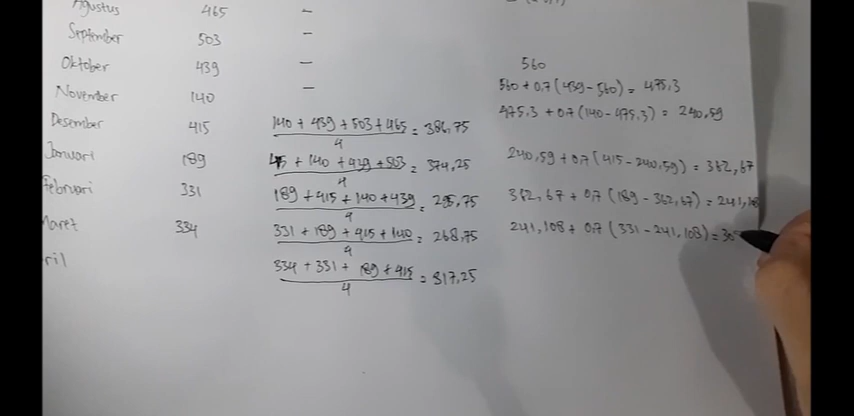 Agustus 465 –
September 503 –
Oktober 439 – 560
November 140 – 560 + 0.7 (439 – 560) = 475.3
Desember 415 140 + 439 + 503 + 465 / 4 = 386,75 475.3 + 0.7 (140 – 475.3) = 240,59
Januari 189 + 140 + 439 + 503 / 4 = 374,25 240,59 + 0.7 (415 – 240,59) = 362,67
Februari 331 189 + 415 + 140 + 439 / 4 = 295,75 362,67 + 0.7 (189 – 362,67) = 241,108
Maret 334 331 + 189 + 415 + 140 / 4 = 268,75 241,108 + 0.7 (331 – 241,108) = 30
ril 334 + 331 + 189 + 415 / 4 = 317,25